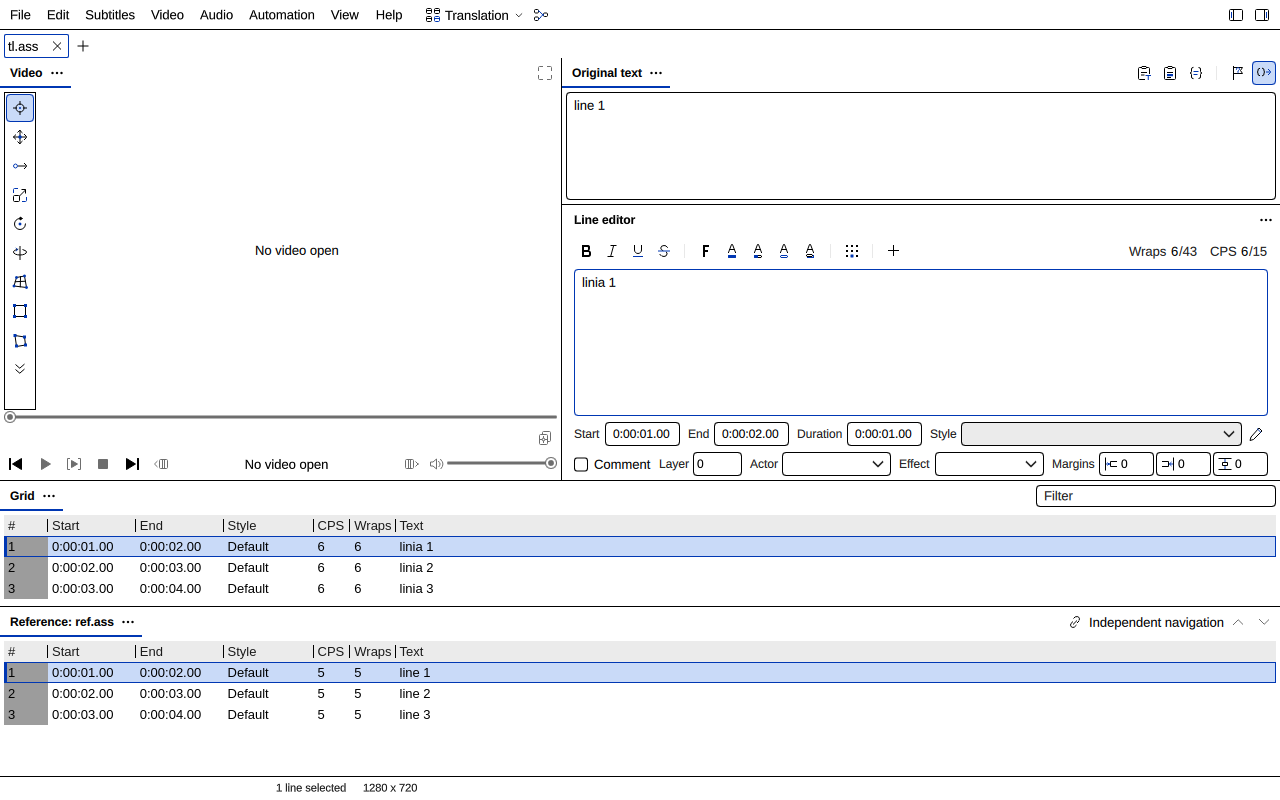 File Edit Subtitles Video Audio Automation View Help Translation
tl.ass
Video
Original text
line 1
Line editor
B I U S F A A A A
Wraps 6/43 CPS 6/15
linia 1
No video open
Start 0:00:01.00 End 0:00:02.00 Duration 0:00:01.00 Style
No video open
Comment Layer 0 Actor Effect Margins 0 0 0
Grid
Filter
# Start End Style CPS Wraps Text
1 0:00:01.00 0:00:02.00 Default 6 6 linia 1
2 0:00:02.00 0:00:03.00 Default 6 6 linia 2
3 0:00:03.00 0:00:04.00 Default 6 6 linia 3
Reference: ref.ass
Independent navigation
# Start End Style CPS Wraps Text
1 0:00:01.00 0:00:02.00 Default 5 5 line 1
2 0:00:02.00 0:00:03.00 Default 5 5 line 2
3 0:00:03.00 0:00:04.00 Default 5 5 line 3
1 line selected 1280 x 720